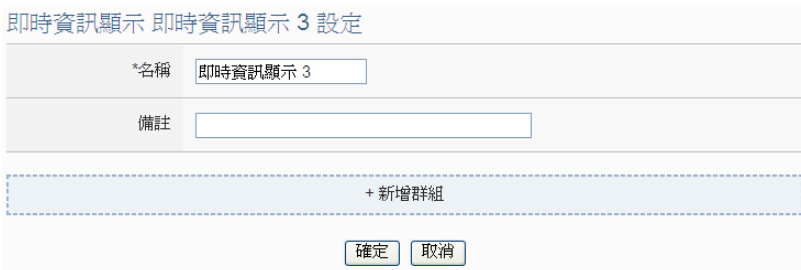 即時資訊顯示 即時資訊顯示 3 設定
*名稱 即時資訊顯示 3
備註
+ 新增群組
確定 取消